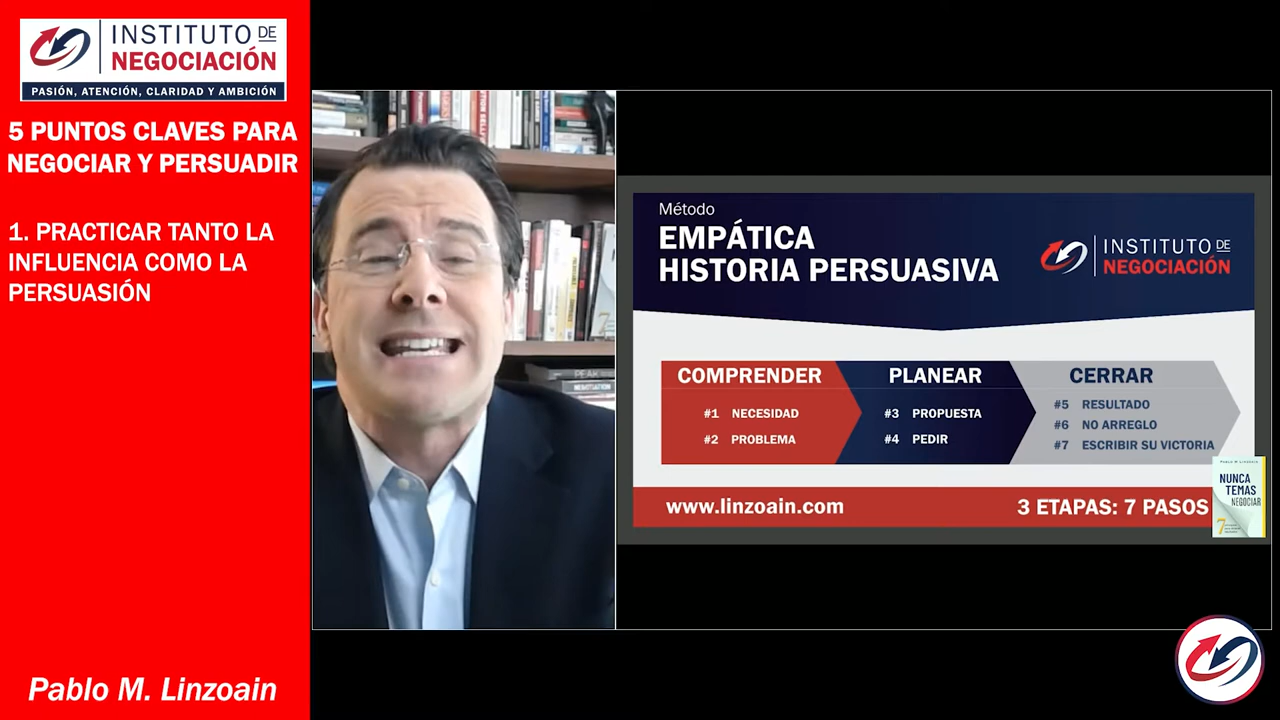 INSTITUTO DE
NEGOCIACIÓN
PASIÓN, ATENCIÓN, CLARIDAD Y AMBICIÓN
5 PUNTOS CLAVES PARA
NEGOCIAR Y PERSUADIR
1. PRACTICAR TANTO LA
INFLUENCIA COMO LA
PERSUASIÓN
Pablo M. Linzoain
Método
EMPÁTICA
HISTORIA PERSUASIVA
INSTITUTO DE
NEGOCIACIÓN
COMPRENDER
#1 NECESIDAD
#2 PROBLEMA
PLANEAR
#3 PROPUESTA
#4 PEDIR
CERRAR
#5 RESULTADO
#6 NO ARREGLO
#7 ESCRIBIR SU VICTORIA
www.linzoain.com
3 ETAPAS: 7 PASOS
PABLO M. LINZOAIN
NUNCA
TEMAS
NEGOCIAR
7